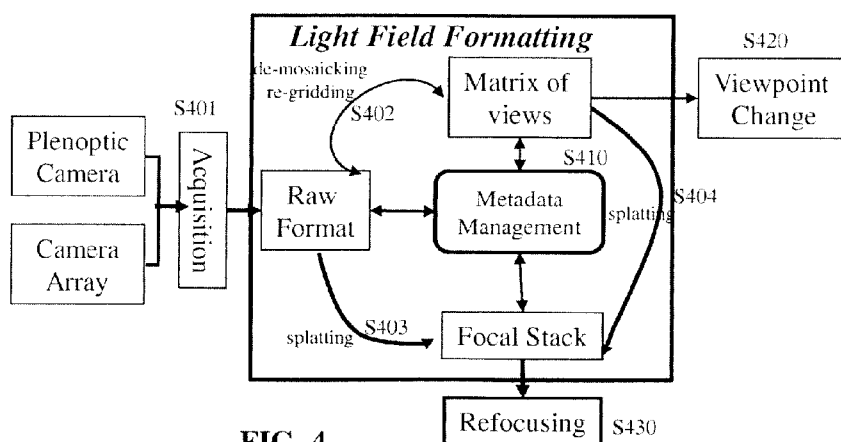 Light Field Formatting
S420
de-mosaicking
re-gridding
S402
Matrix of
views
Viewpoint
Change
S401
Plenoptic
Camera
Acquisition
S410
Raw
Format
Metadata
Management
splatting
S404
Camera
Array
splatting
S403
Focal Stack
FIG. 4
Refocusing
S430